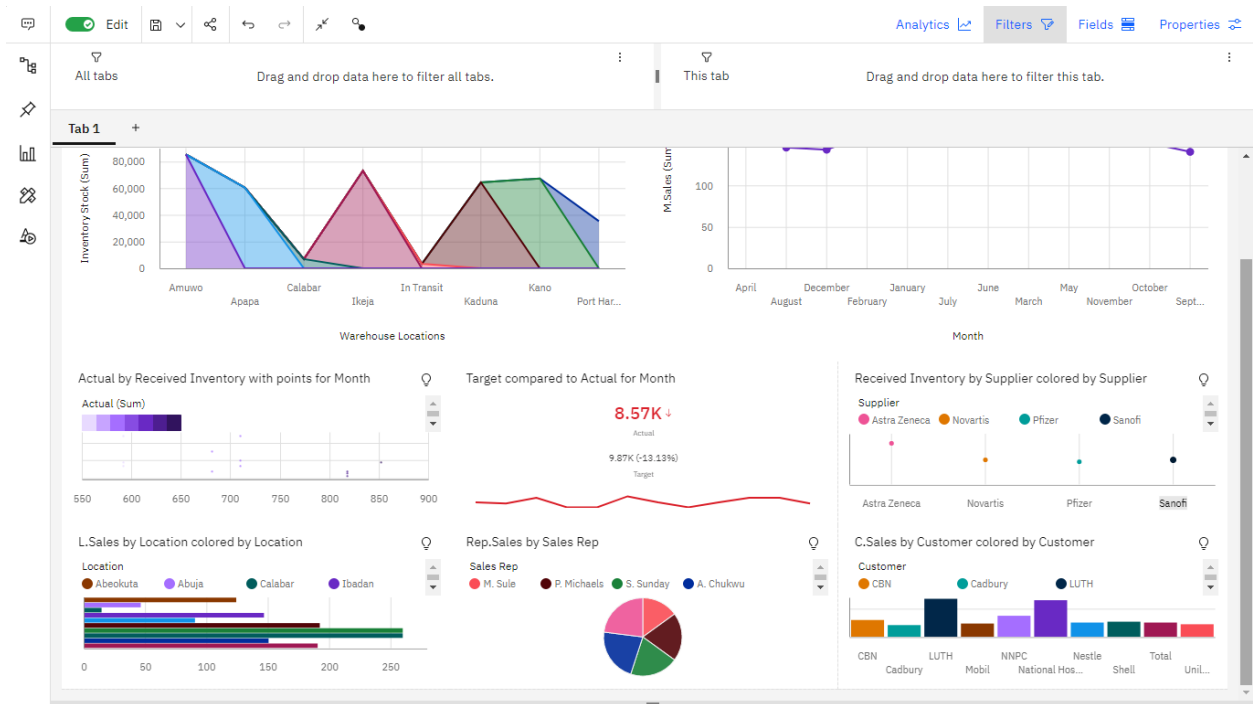 Edit
Analytics
Filters
Fields
Properties
All tabs
Drag and drop data here to filter all tabs.
This tab
Drag and drop data here to filter this tab.
Tab 1
+
Inventory Stock (Sum)
80,000
60,000
40,000
20,000
0
Amuwo
Apapa
Calabar
Ikeja
In Transit
Kaduna
Kano
Port Har...
Warehouse Locations
M.Sales (Sum
100
50
0
April
August
December
February
January
July
June
March
May
November
October
Sept...
Month
Actual by Received Inventory with points for Month
Actual (Sum)
550 600 650 700 750 800 850 900
Target compared to Actual for Month
8.57K↓
Actual
9.87K (-13.13%)
Target
Received Inventory by Supplier colored by Supplier
Supplier
Astra Zeneca Novartis Pfizer Sanofi
Astra Zeneca Novartis Pfizer Sanofi
L.Sales by Location colored by Location
Location
Abeokuta Abuja Calabar Ibadan
0 50 100 150 200 250
Rep.Sales by Sales Rep
Sales Rep
M. Sule P. Michaels S. Sunday A. Chukwu
C.Sales by Customer colored by Customer
Customer
CBN Cadbury LUTH
CBN
Cadbury
LUTH
Mobil
NNPC
National Hos...
Nestle
Shell
Total
Unil...